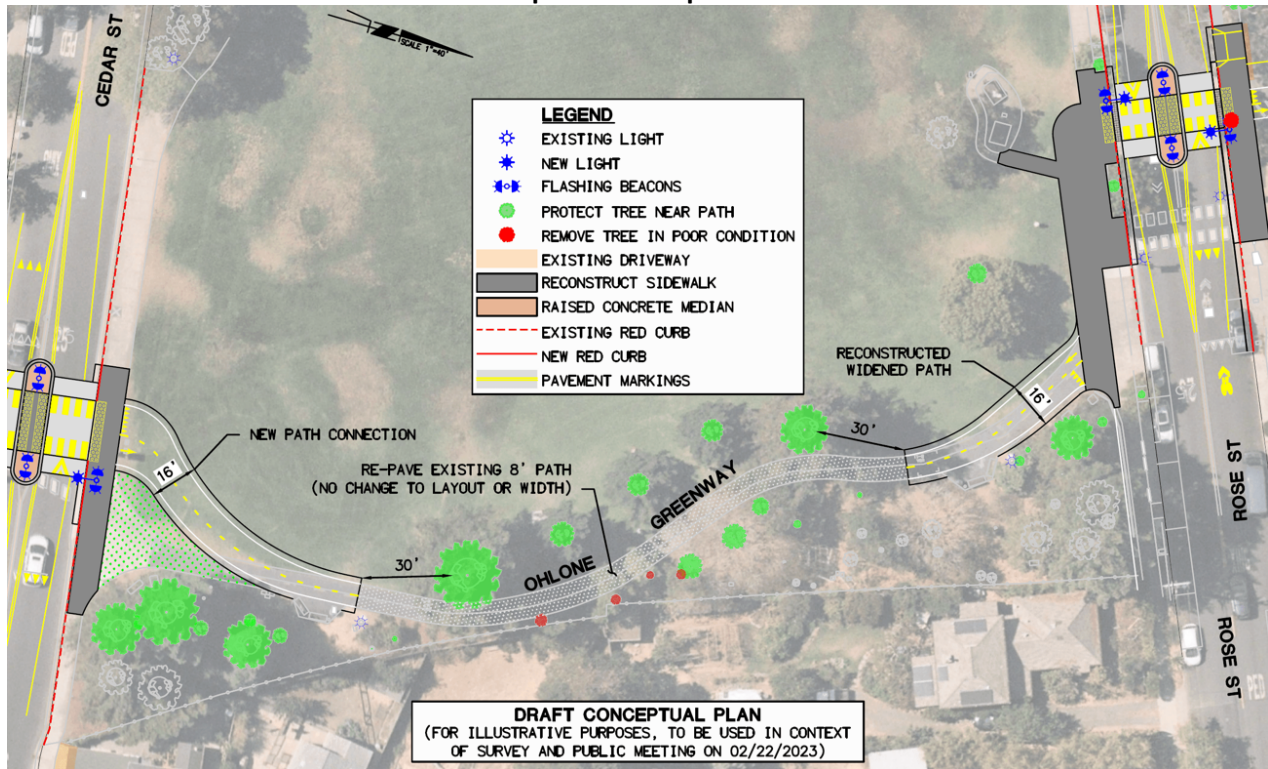 CEDAR ST
SCALE 1"=40'
LEGEND
EXISTING LIGHT
NEW LIGHT
FLASHING BEACONS
PROTECT TREE NEAR PATH
REMOVE TREE IN POOR CONDITION
EXISTING DRIVEWAY
RECONSTRUCT SIDEWALK
RAISED CONCRETE MEDIAN
EXISTING RED CURB
NEW RED CURB
PAVEMENT MARKINGS
RECONSTRUCTED
WIDENED PATH
16'
30'
NEW PATH CONNECTION
16'
RE-PAVE EXISTING 8' PATH
(NO CHANGE TO LAYOUT OR WIDTH)
30'
OHLONE GREENWAY
ROSE ST
ROSE ST
PED
DRAFT CONCEPTUAL PLAN
(FOR ILLUSTRATIVE PURPOSES, TO BE USED IN CONTEXT
OF SURVEY AND PUBLIC MEETING ON 02/22/2023)